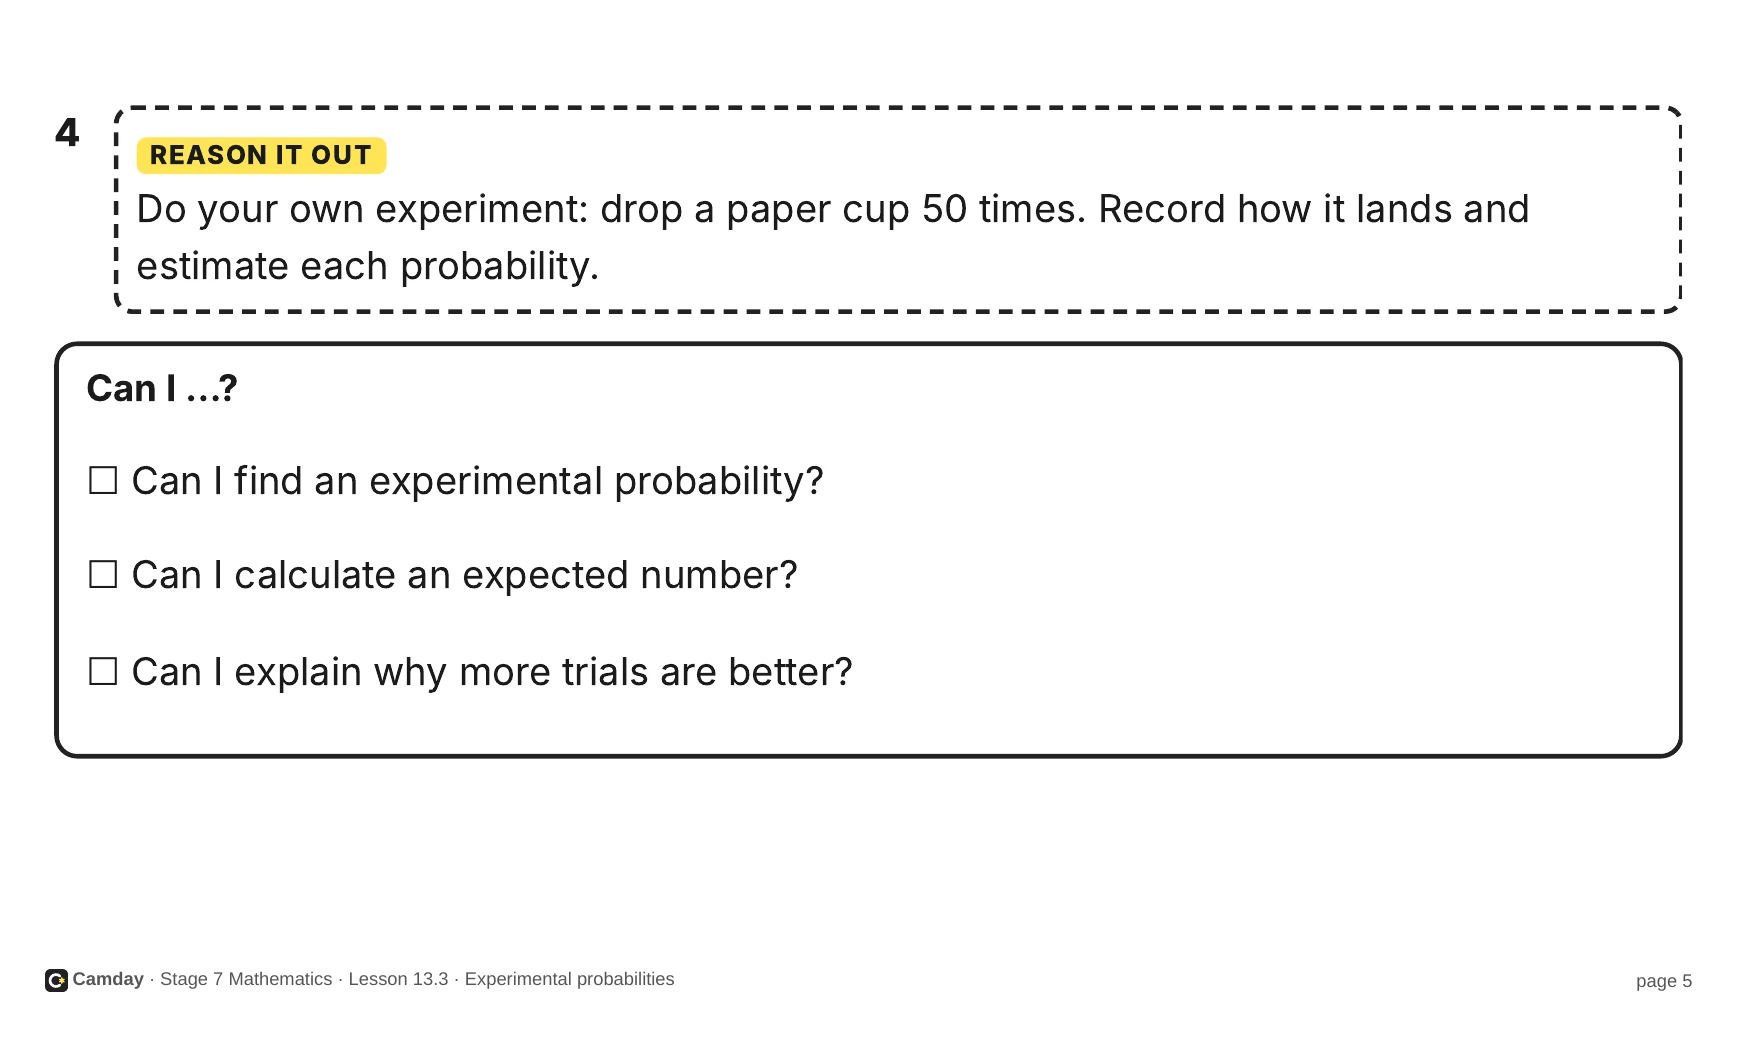 4
REASON IT OUT
Do your own experiment: drop a paper cup 50 times. Record how it lands and
estimate each probability.
Can I ...?
☐ Can I find an experimental probability?
☐ Can I calculate an expected number?
☐ Can I explain why more trials are better?
Camday · Stage 7 Mathematics · Lesson 13.3 · Experimental probabilities
page 5